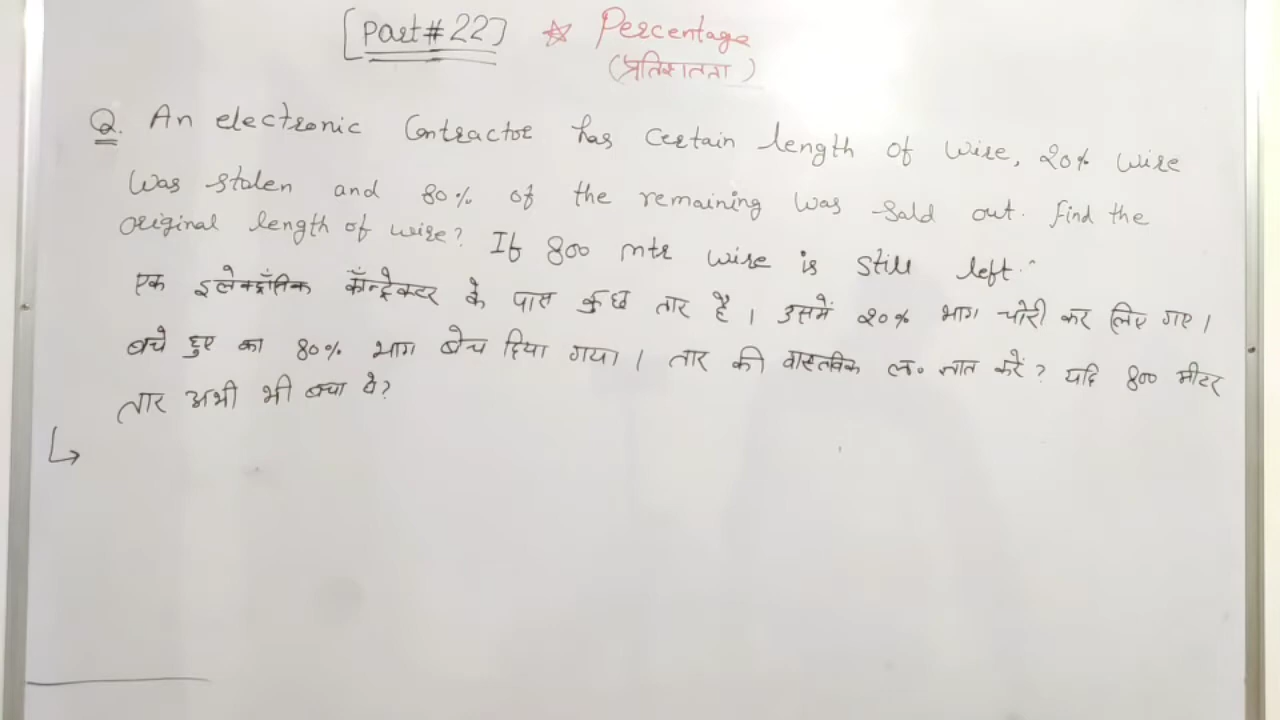 [Part# 22] ☆ Percentage
(प्रतिशतता)
Q. An electronic Contractor has certain length of wire, 20% wire
was stolen and 80% of the remaining was sald out. find the
original length of wire? If 800 mtr wire is still left.
एक इलेक्ट्रॉनिक कॉन्ट्रेक्टर के पास कुछ तार है। उसमें 20% भाग चोरी कर लिए गए।
बचे हुए का 80% भाग बेच दिया गया। तार की वास्तविक ल० ज्ञात करें? यदि 800 मीटर
तार अभी भी बचा थे?